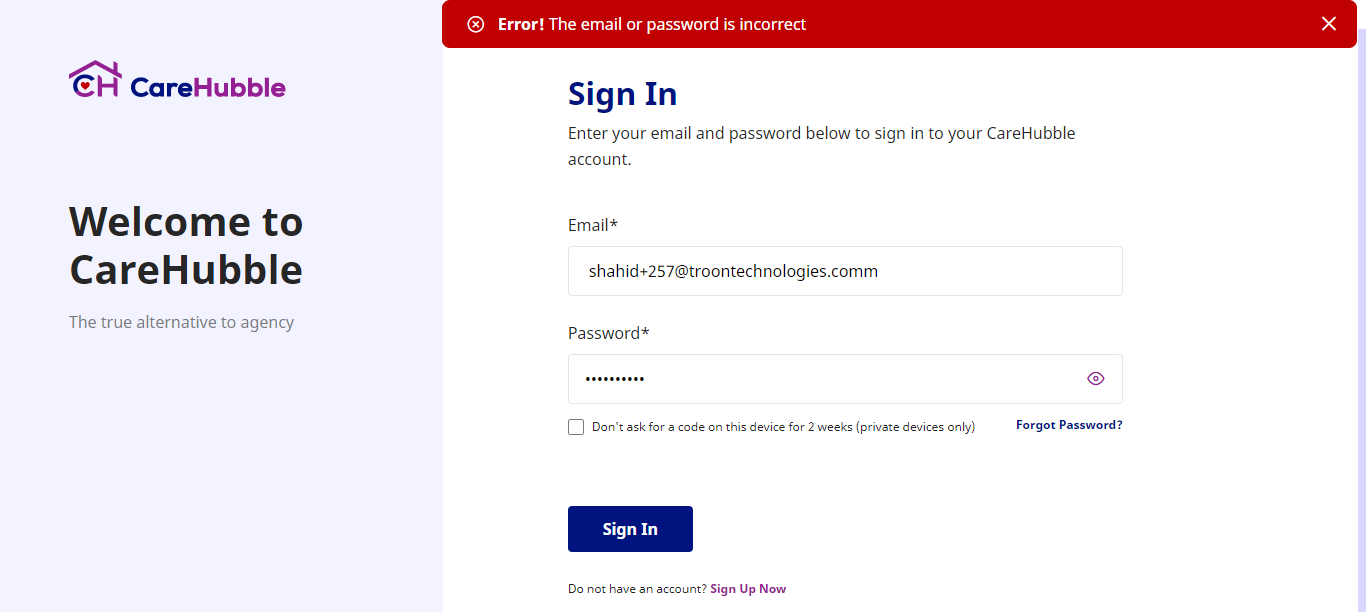 Error! The email or password is incorrect
CH CareHubble
Welcome to
CareHubble
The true alternative to agency
Sign In
Enter your email and password below to sign in to your CareHubble
account.
Email*
shahid+257@troontechnologies.comm
Password*
••••••••••
Don't ask for a code on this device for 2 weeks (private devices only)
Forgot Password?
Sign In
Do not have an account? Sign Up Now